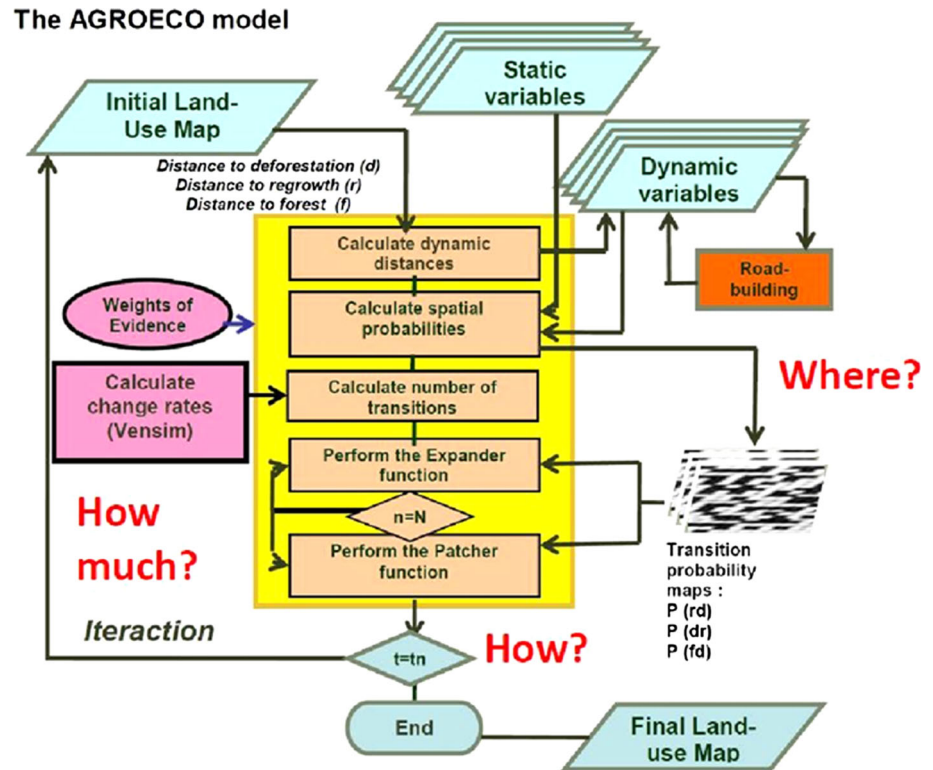 The AGROECO model
Static
variables
Initial Land-
Use Map
Distance to deforestation (d)
Distance to regrowth (r)
Distance to forest (f)
Dynamic
variables
Calculate dynamic
distances
Road-
building
Weights of
Evidence
Calculate spatial
probabilities
Where?
Calculate
change rates
(Vensim)
Calculate number of
transitions
Perform the Expander
function
How
much?
n=N
Perform the Patcher
function
Transition
probability
maps :
P (rd)
P (dr)
P (fd)
Iteraction
How?
t=tn
End
Final Land-
use Map